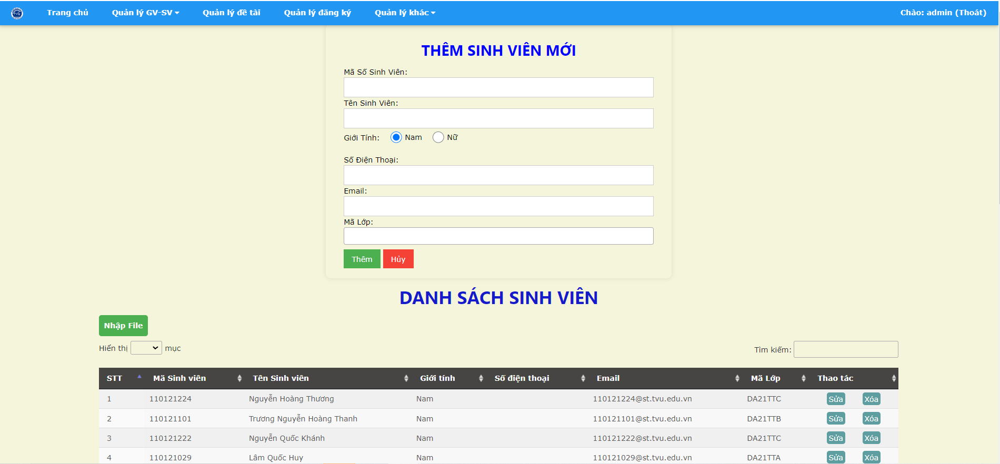 TVU
Trang chủ Quản lý GV-SV Quản lý đề tài Quản lý đăng ký Quản lý khác Chào: admin (Thoát)
THÊM SINH VIÊN MỚI
Mã Số Sinh Viên:
Tên Sinh Viên:
Giới Tính: Nam Nữ
Số Điện Thoại:
Email:
Mã Lớp:
Thêm Hủy
DANH SÁCH SINH VIÊN
Nhập File
Hiển thị mục Tìm kiếm:
STT Mã Sinh viên Tên Sinh viên Giới tính Số điện thoại Email Mã Lớp Thao tác
1 110121224 Nguyễn Hoàng Thương Nam 110121224@st.tvu.edu.vn DA21TTC Sửa Xóa
2 110121101 Trương Nguyễn Hoàng Thanh Nam 110121101@st.tvu.edu.vn DA21TTB Sửa Xóa
3 110121222 Nguyễn Quốc Khánh Nam 110121222@st.tvu.edu.vn DA21TTC Sửa Xóa
4 110121029 Lâm Quốc Huy Nam 110121029@st.tvu.edu.vn DA21TTA Sửa Xóa